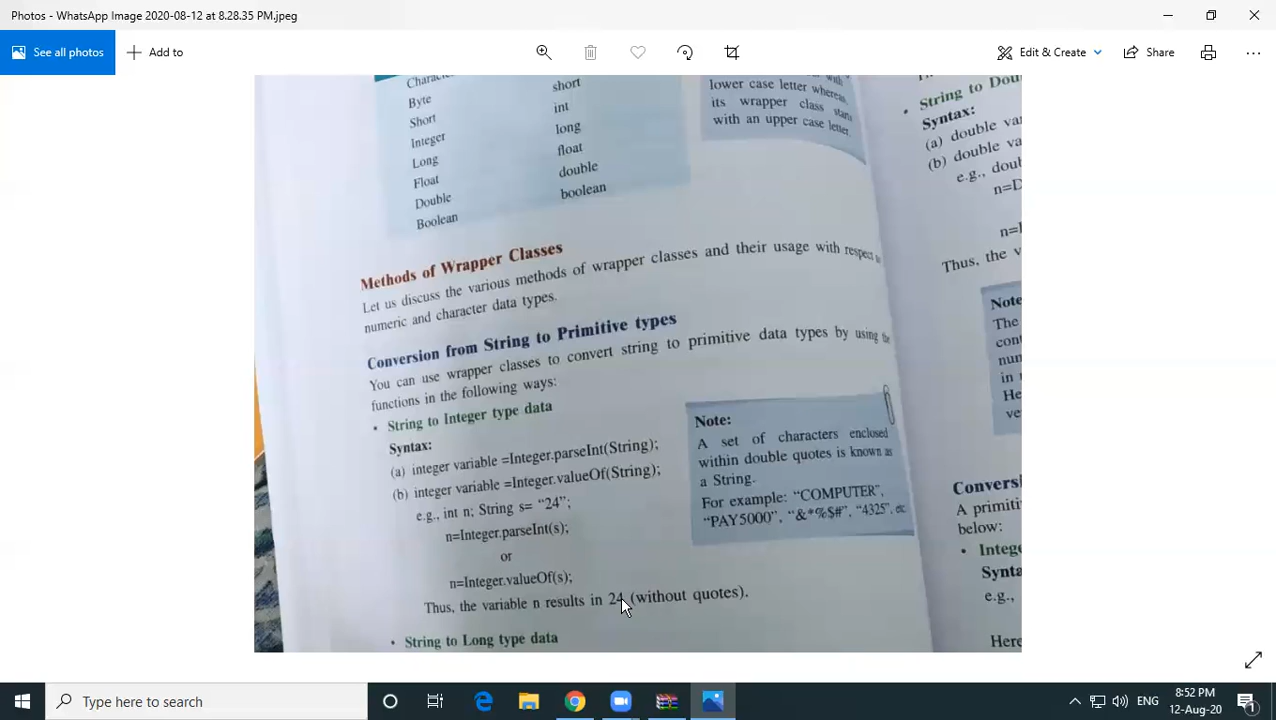 Photos - WhatsApp Image 2020-08-12 at 8.28.35 PM.jpeg
See all photos
Add to
Edit & Create
Share
Byte
Short
Integer
Long
Float
Double
Boolean
short
int
long
float
double
boolean
lower case letter whereas
its wrapper class
with an upper case letter.
Methods of Wrapper Classes
Let us discuss the various methods of wrapper classes and their usage with respect
numeric and character data types.
Conversion from String to Primitive types
You can use wrapper classes to convert string to primitive data types by using the
functions in the following ways:
• String to Integer type data
Syntax:
(a) integer variable =Integer.parseInt(String);
(b) integer variable =Integer.valueOf(String);
e.g., int n; String s= “24”;
n=Integer.parseInt(s);
or
n=Integer.valueOf(s);
Thus, the variable n results in 24 (without quotes).
• String to Long type data
Note:
A set of characters enclosed
within double quotes is known as
a String.
For example: “COMPUTER”,
“PAY5000”, “&*%$#”, “4325”, etc
• String to
Syntax:
(a) double
(b) double
e.g.,
Thus, the
Note
The
in
A
below:
•
e.g.,
Type here to search
ENG
8:52 PM
12-Aug-20
1